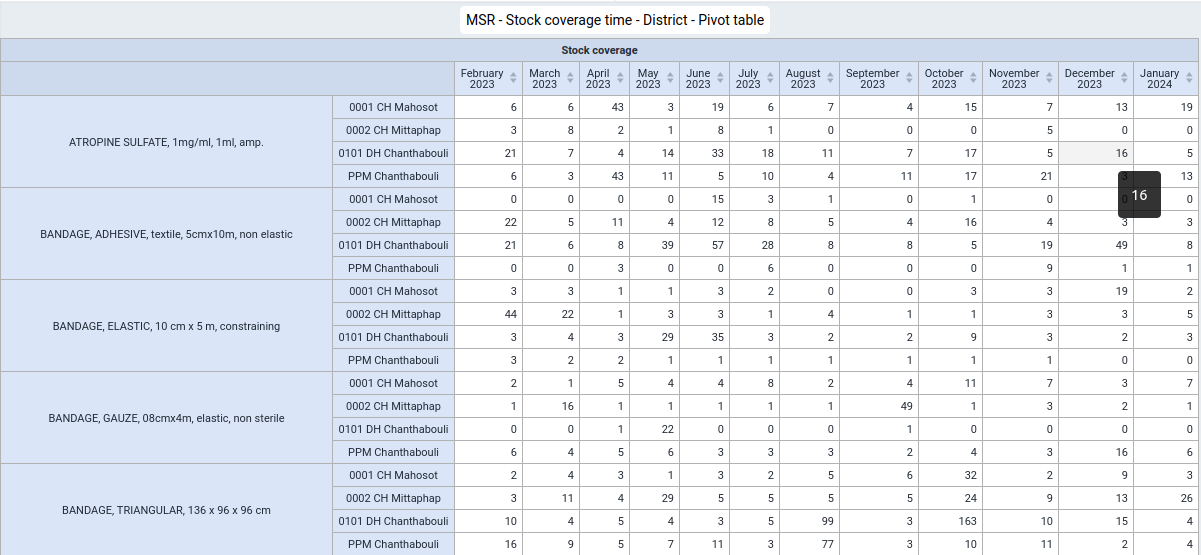 MSR - Stock coverage time - District - Pivot table
Stock coverage
February 2023 March 2023 April 2023 May 2023 June 2023 July 2023 August 2023 September 2023 October 2023 November 2023 December 2023 January 2024
ATROPINE SULFATE, 1mg/ml, 1ml, amp.
0001 CH Mahosot 6 6 43 3 19 6 7 4 15 7 13 19
0002 CH Mittaphap 3 8 2 1 8 1 0 0 0 5 0 0
0101 DH Chanthabouli 21 7 4 14 33 18 11 7 17 5 16 5
PPM Chanthabouli 6 3 43 11 5 10 4 11 17 21 3 13
16
BANDAGE, ADHESIVE, textile, 5cmx10m, non elastic
0001 CH Mahosot 0 0 0 0 15 3 1 0 1 0 0 0
0002 CH Mittaphap 22 5 11 4 12 8 5 4 16 4 3 3
0101 DH Chanthabouli 21 6 8 39 57 28 8 8 5 19 49 8
PPM Chanthabouli 0 0 3 0 0 6 0 0 0 9 1 1
BANDAGE, ELASTIC, 10 cm x 5 m, constraining
0001 CH Mahosot 3 3 1 1 3 2 0 0 3 3 19 2
0002 CH Mittaphap 44 22 1 3 3 1 4 1 1 3 3 5
0101 DH Chanthabouli 3 4 3 29 35 3 2 2 9 3 2 3
PPM Chanthabouli 3 2 2 1 1 1 1 1 1 1 0 0
BANDAGE, GAUZE, 08cmx4m, elastic, non sterile
0001 CH Mahosot 2 1 5 4 4 8 2 4 11 7 3 7
0002 CH Mittaphap 1 16 1 1 1 1 1 49 1 3 2 1
0101 DH Chanthabouli 0 0 1 22 0 0 0 1 0 0 0 0
PPM Chanthabouli 6 4 5 6 3 3 3 2 4 3 16 6
BANDAGE, TRIANGULAR, 136 x 96 x 96 cm
0001 CH Mahosot 2 4 3 1 3 2 5 6 32 2 9 3
0002 CH Mittaphap 3 11 4 29 5 5 5 5 24 9 13 26
0101 DH Chanthabouli 10 4 5 4 3 5 99 3 163 10 15 4
PPM Chanthabouli 16 9 5 7 11 3 77 3 10 11 2 4